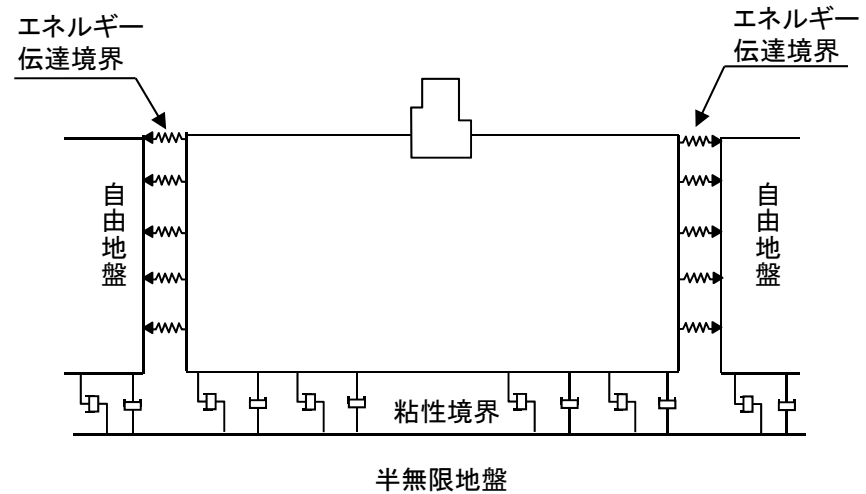 エネルギー
伝達境界
エネルギー
伝達境界
自由地盤
自由地盤
粘性境界
半無限地盤